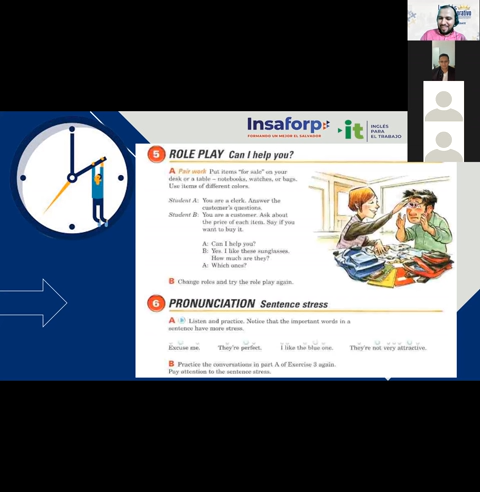 Insaforp
FORMANDO UN MEJOR EL SALVADOR
it
INGLÉS
PARA
EL TRABAJO
5 ROLE PLAY Can I help you?
A Pair work Put items "for sale" on your
desk or a table – notebooks, watches, or bags.
Use items of different colors.
Student A: You are a clerk. Answer the
customer's questions.
Student B: You are a customer. Ask about
the price of each item. Say if you
want to buy it.
A: Can I help you?
B: Yes. I like these sunglasses.
How much are they?
A: Which ones?
B Change roles and try the role play again.
6 PRONUNCIATION Sentence stress
A Listen and practice. Notice that the important words in a
sentence have more stress.
Excuse me. They're perfect. I like the blue one. They're not very attractive.
B Practice the conversations in part A of Exercise 3 again.
Pay attention to the sentence stress.